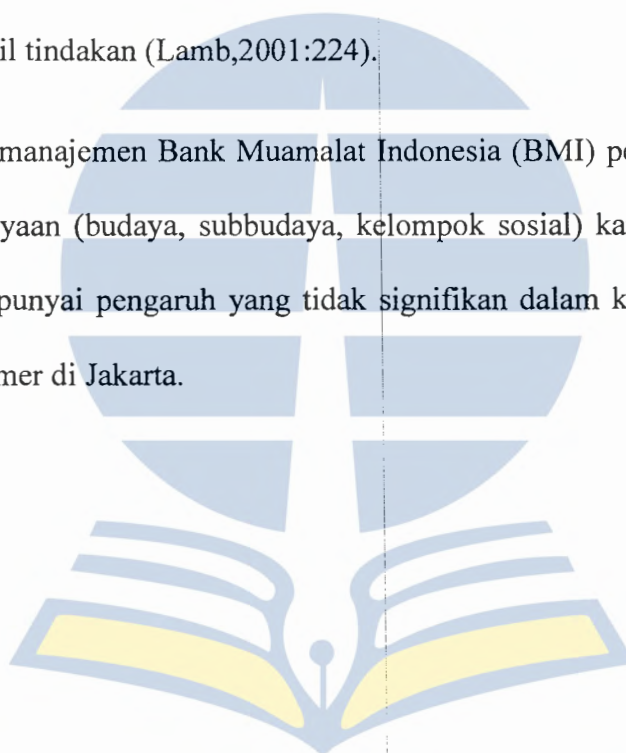 il tindakan (Lamb,2001:224).
manajemen Bank Muamalat Indonesia (BMI) pe
yaan (budaya, subbudaya, kelompok sosial) ka
punyai pengaruh yang tidak signifikan dalam k
mer di Jakarta.